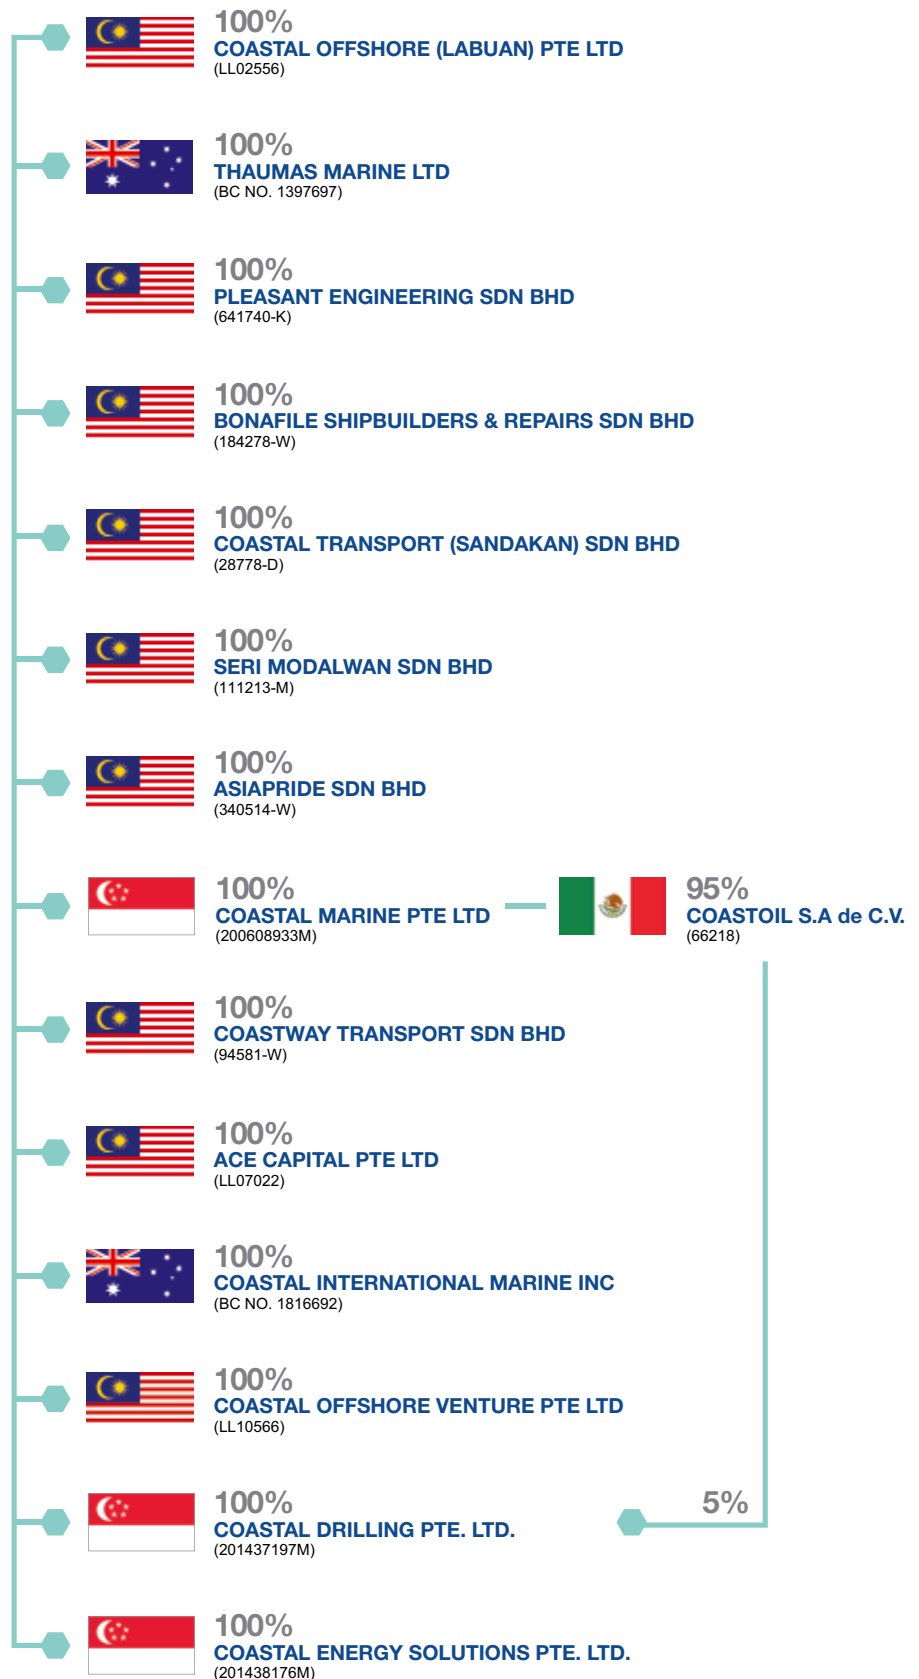 100%
COASTAL OFFSHORE (LABUAN) PTE LTD
(LL02556)
100%
THAUMAS MARINE LTD
(BC NO. 1397697)
100%
PLEASANT ENGINEERING SDN BHD
(641740-K)
100%
BONAFILE SHIPBUILDERS & REPAIRS SDN BHD
(184278-W)
100%
COASTAL TRANSPORT (SANDAKAN) SDN BHD
(28778-D)
100%
SERI MODALWAN SDN BHD
(111213-M)
100%
ASIAPRIDE SDN BHD
(340514-W)
100%
COASTAL MARINE PTE LTD
(200608933M)
95%
COASTOIL S.A de C.V.
(66218)
100%
COASTWAY TRANSPORT SDN BHD
(94581-W)
100%
ACE CAPITAL PTE LTD
(LL07022)
100%
COASTAL INTERNATIONAL MARINE INC
(BC NO. 1816692)
100%
COASTAL OFFSHORE VENTURE PTE LTD
(LL10566)
100%
COASTAL DRILLING PTE. LTD.
(201437197M)
5%
100%
COASTAL ENERGY SOLUTIONS PTE. LTD.
(201438176M)